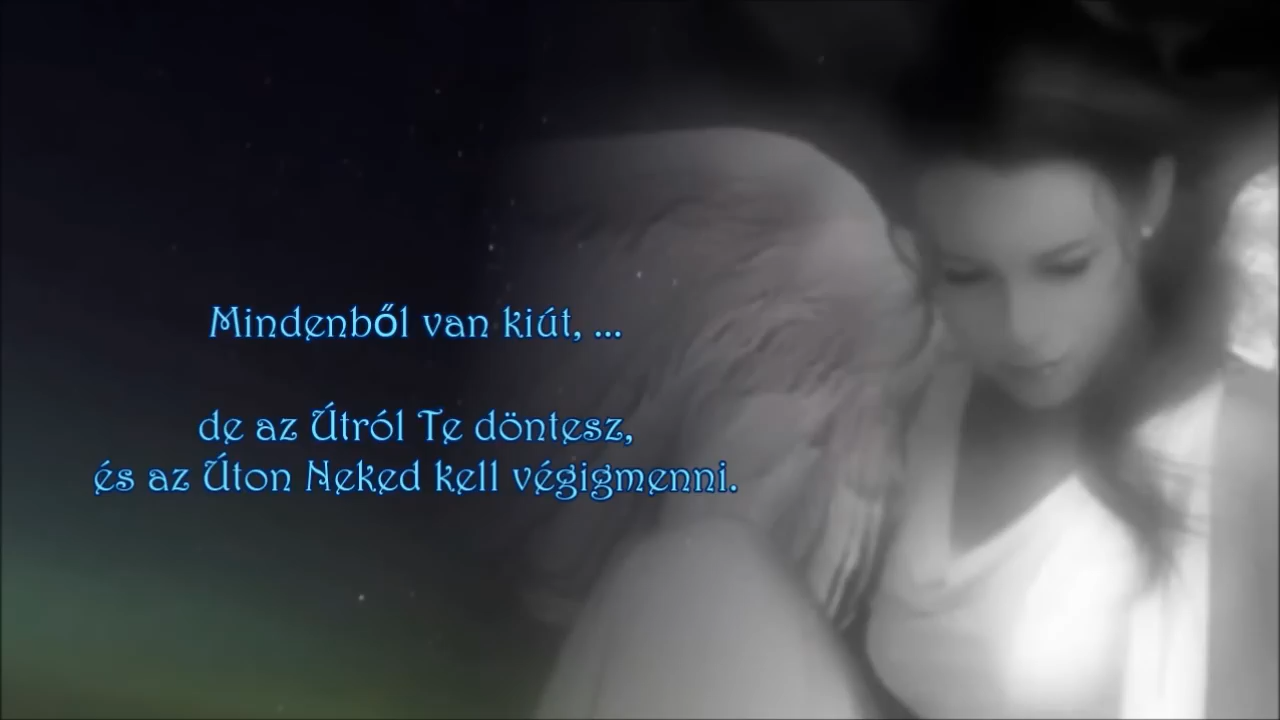 Mindenből van kiút, ...
de az Útról Te döntesz,
és az Úton Neked kell végigmenni.